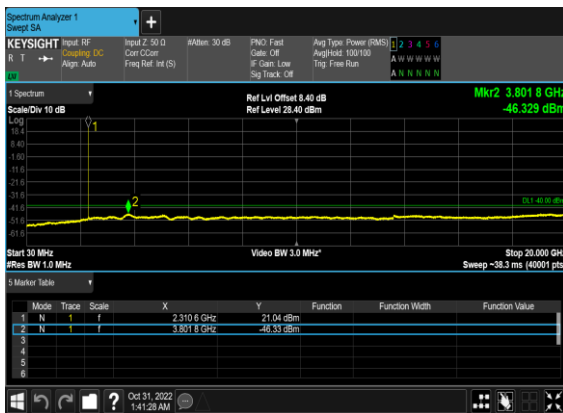 Spectrum Analyzer 1
Swept SA
KEYSIGHT Input: RF Input Z: 50 Ω #Atten: 30 dB PNO: Fast Avg Type: Power (RMS) 1 2 3 4 5 6
R T Coupling: DC Corr CCorr Gate: Off Avg|Hold: 100/100 A W W W W W
Align: Auto Freq Ref: Int (S) IF Gain: Low Trig: Free Run
Sig Track: Off A N N N N N
1 Spectrum Ref Lvl Offset 8.40 dB Mkr2 3.801 8 GHz
Scale/Div 10 dB Ref Level 28.40 dBm -46.329 dBm
Log
1
18.4
8.40
-1.60
-11.6
-21.6
-31.6
2 DL1 -40.00 dBm
-41.6
-51.6
-61.6
Start 30 MHz Video BW 3.0 MHz* Stop 20.000 GHz
#Res BW 1.0 MHz Sweep ~38.3 ms (40001 pts)
5 Marker Table
Mode Trace Scale X Y Function Function Width Function Value
1 N 1 f 2.310 6 GHz 21.04 dBm
2 N 1 f 3.801 8 GHz -46.33 dBm
3
4
5
6
? Oct 31, 2022
1:41:28 AM